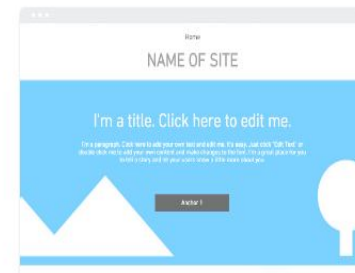 Home
NAME OF SITE
I'm a title. Click here to edit me.
I'm a paragraph. Click here to add your own text and edit me. It's easy. Just click "Edit Text" or
double click me to add your own content and make changes to the font. I'm a great place for you
to tell a story and let your users know a little more about you.
Anchor 1